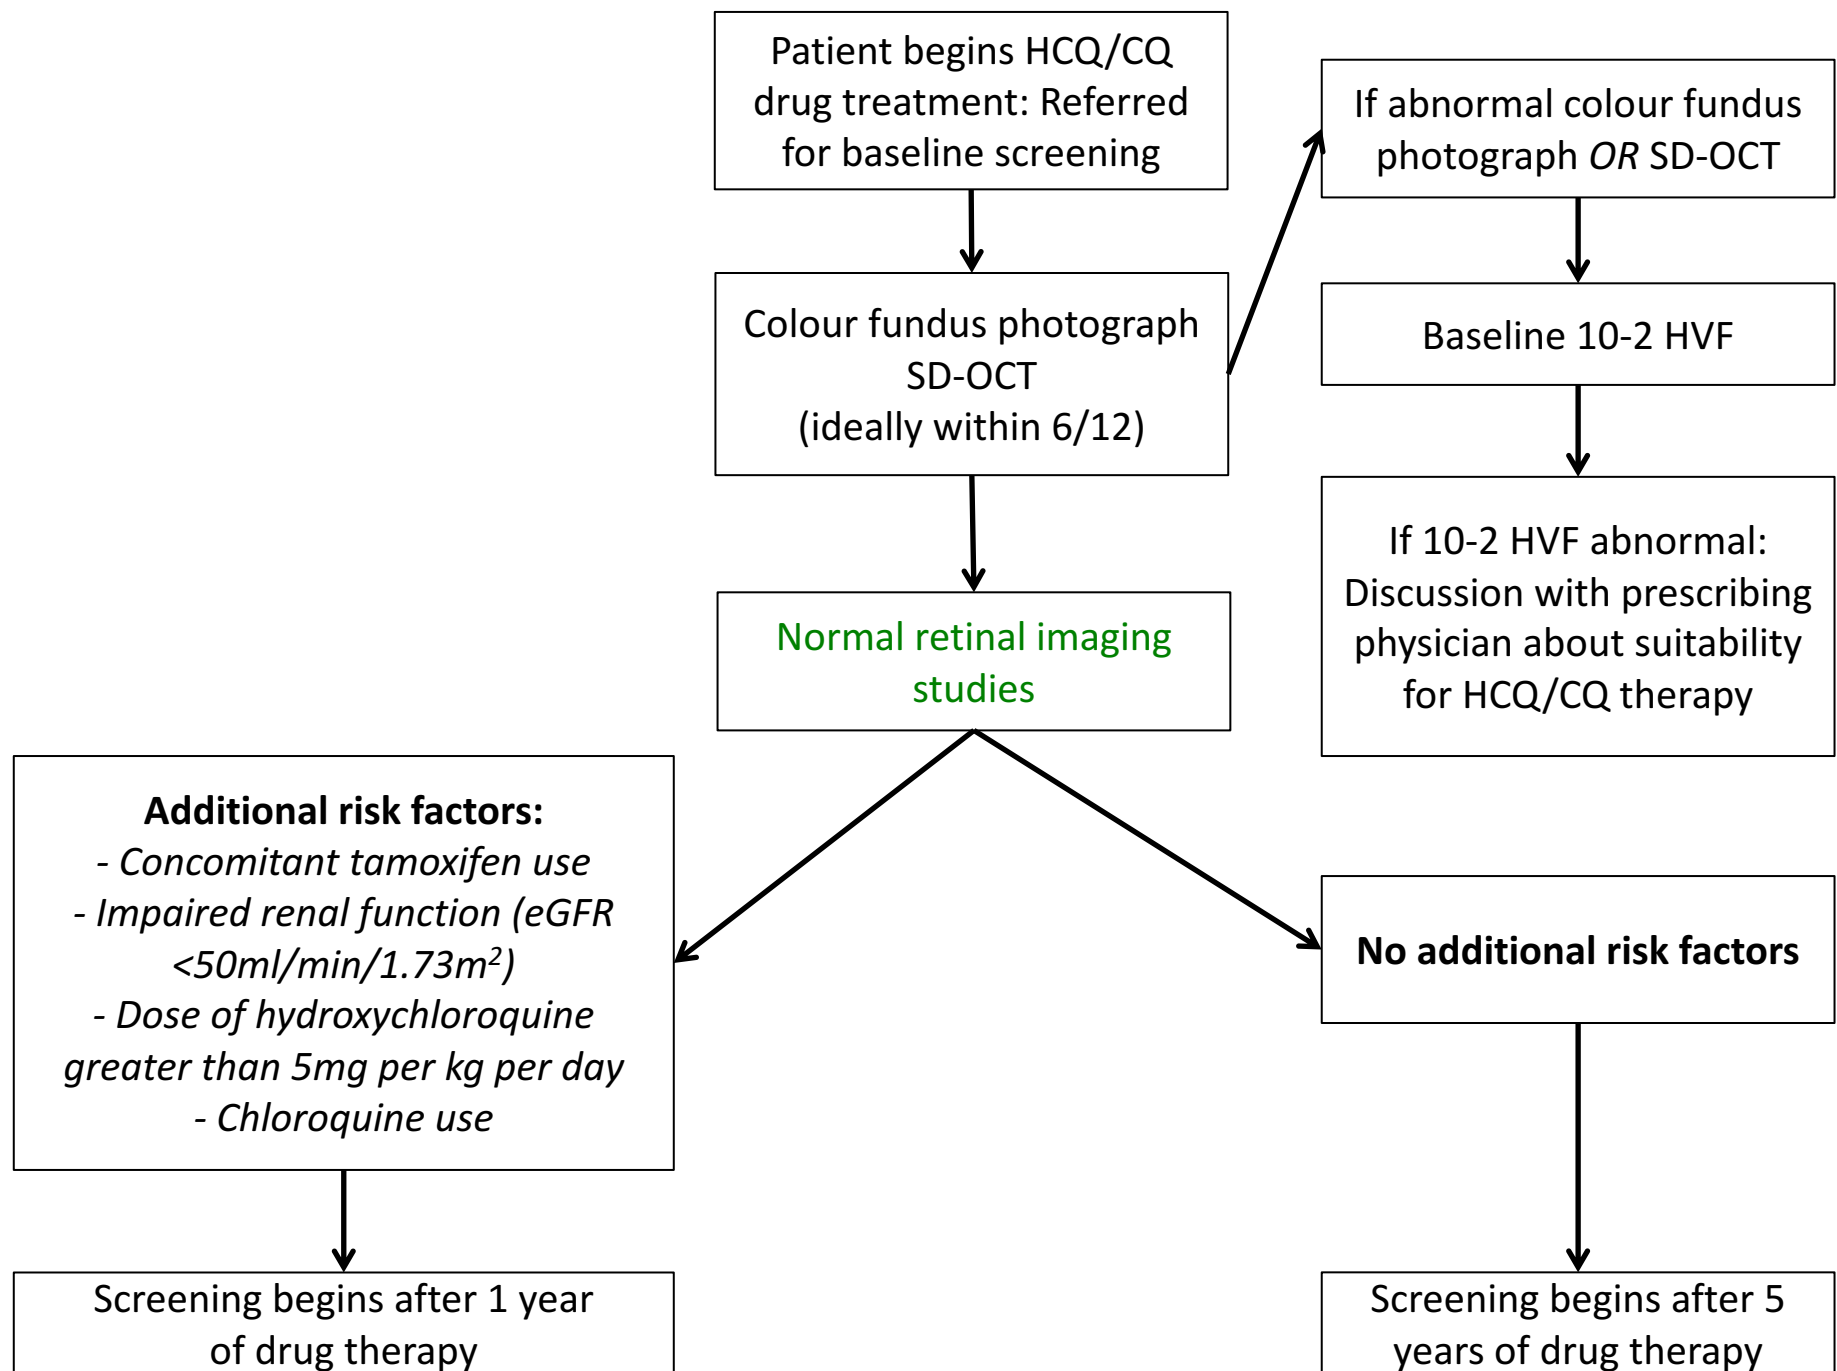 Patient begins HCQ/CQ
drug treatment: Referred
for baseline screening
If abnormal colour fundus
photograph OR SD-OCT
Colour fundus photograph
SD-OCT
(ideally within 6/12)
Baseline 10-2 HVF
If 10-2 HVF abnormal:
Discussion with prescribing
physician about suitability
for HCQ/CQ therapy
Normal retinal imaging
studies
Additional risk factors:
- Concomitant tamoxifen use
- Impaired renal function (eGFR
<50ml/min/1.73m²)
- Dose of hydroxychloroquine
greater than 5mg per kg per day
- Chloroquine use
No additional risk factors
Screening begins after 1 year
of drug therapy
Screening begins after 5
years of drug therapy